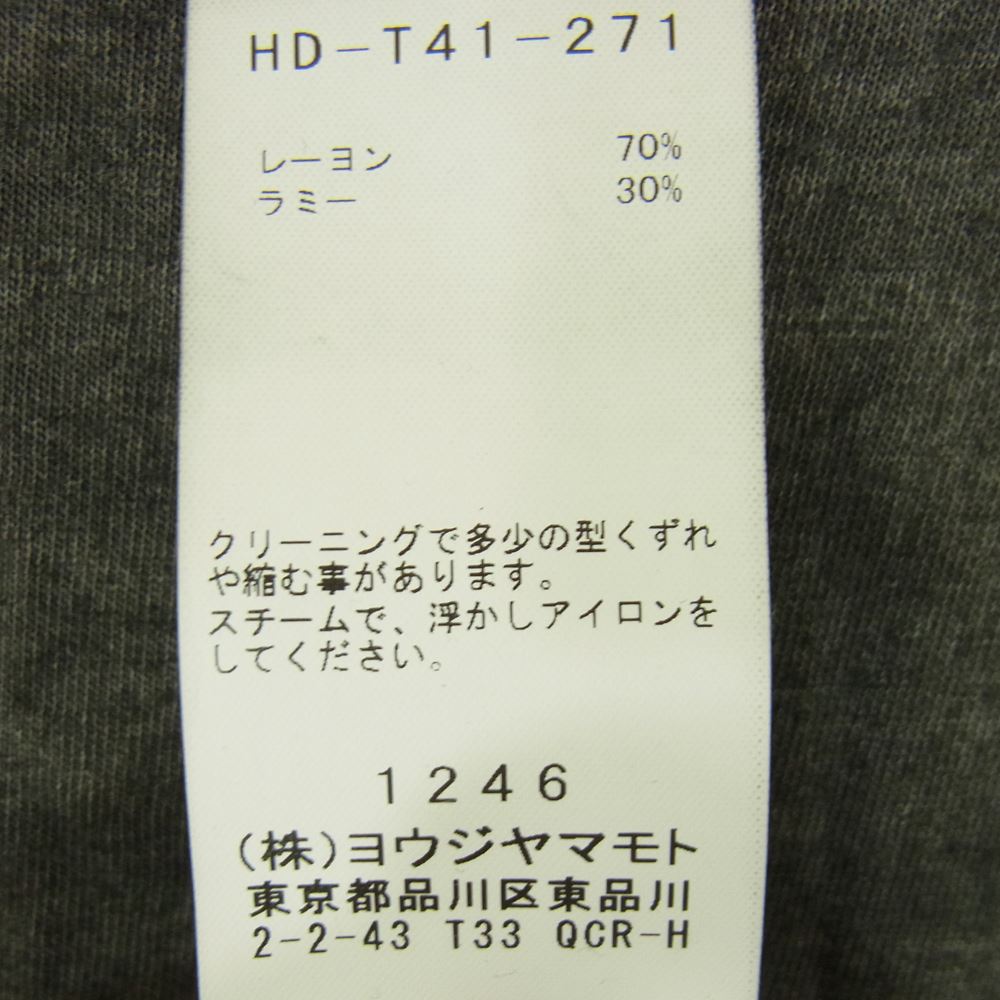 HD-T41-271
レーヨン 70%
ラミー 30%
クリーニングで多少の型くずれ
や縮む事があります。
スチームで、浮かしアイロンを
してください。
1246
(株)ヨウジヤマモト
東京都品川区東品川
2-2-43 T33 QCR-H